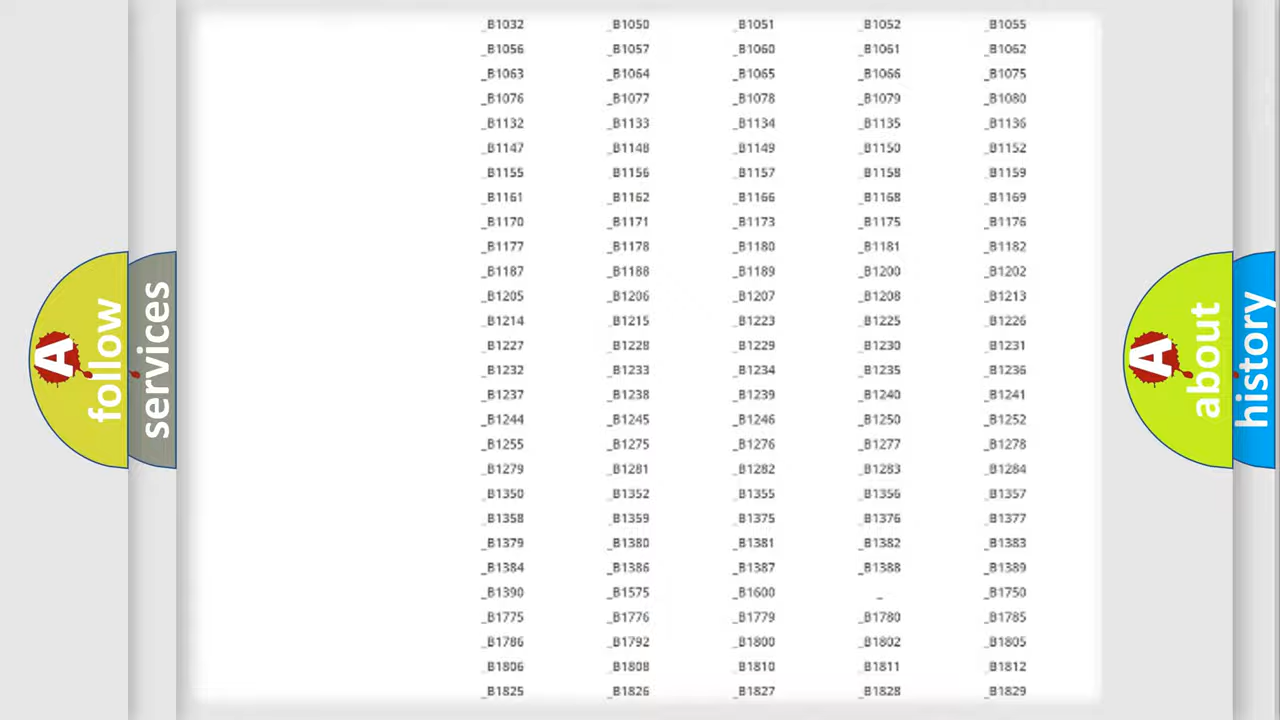 _B1032 _B1050 _B1051 _B1052 _B1055
_B1056 _B1057 _B1060 _B1061 _B1062
_B1063 _B1064 _B1065 _B1066 _B1075
_B1076 _B1077 _B1078 _B1079 _B1080
_B1132 _B1133 _B1134 _B1135 _B1136
_B1147 _B1148 _B1149 _B1150 _B1152
_B1155 _B1156 _B1157 _B1158 _B1159
_B1161 _B1162 _B1166 _B1168 _B1169
_B1170 _B1171 _B1173 _B1175 _B1176
_B1177 _B1178 _B1180 _B1181 _B1182
_B1187 _B1188 _B1189 _B1200 _B1202
_B1205 _B1206 _B1207 _B1208 _B1213
_B1214 _B1215 _B1223 _B1225 _B1226
_B1227 _B1228 _B1229 _B1230 _B1231
_B1232 _B1233 _B1234 _B1235 _B1236
_B1237 _B1238 _B1239 _B1240 _B1241
_B1244 _B1245 _B1246 _B1250 _B1252
_B1255 _B1275 _B1276 _B1277 _B1278
_B1279 _B1281 _B1282 _B1283 _B1284
_B1350 _B1352 _B1355 _B1356 _B1357
_B1358 _B1359 _B1375 _B1376 _B1377
_B1379 _B1380 _B1381 _B1382 _B1383
_B1384 _B1386 _B1387 _B1388 _B1389
_B1390 _B1575 _B1600 _ _B1750
_B1775 _B1776 _B1779 _B1780 _B1785
_B1786 _B1792 _B1800 _B1802 _B1805
_B1806 _B1808 _B1810 _B1811 _B1812
_B1825 _B1826 _B1827 _B1828 _B1829
A
follow
services
A
about
history